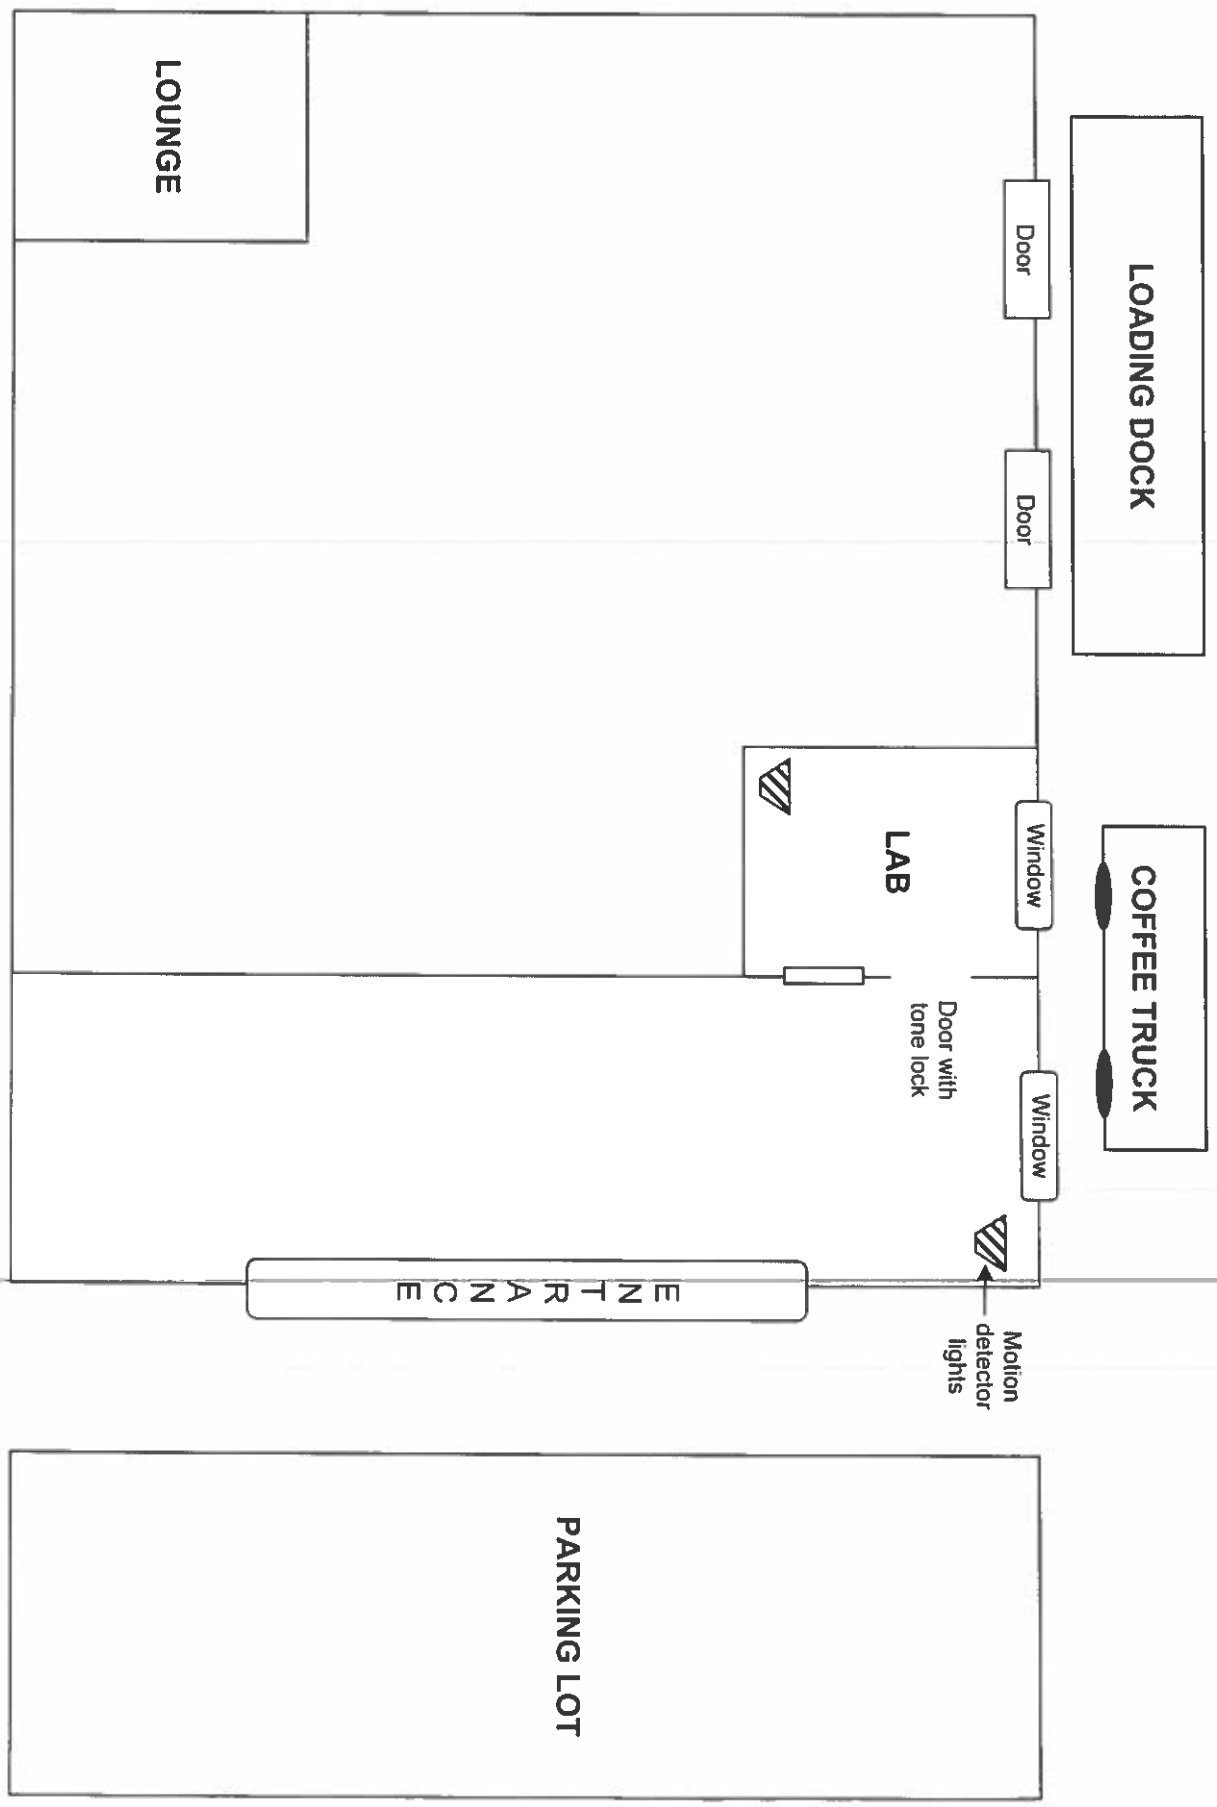 LOADING DOCK
COFFEE TRUCK
Door
Door
Window
Window
Motion
detector
lights
Door with
tone lock
LAB
ENTRANCE
PARKING LOT
LOUNGE